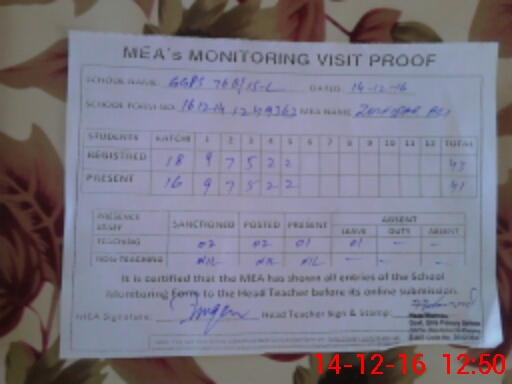 MEA's MONITORING VISIT PROOF
SCHOOL NAME: GGPS 76B/15-L DATED: 14-12-16
SCHOOL FORM NO. MEA NAME
STUDENTS KATCHI 1 2 3 4 5 6 7 8 9 10 11 12 TOTAL
REGISTRED 18 9 7 5 2 2 43
PRESENT 16 9 7 5 2 2 41
PRESENCE STAFF SANCTIONED POSTED PRESENT ABSENT
LEAVE DUTY ABSENT
TEACHING 02 02 01 01 - -
NON-TEACHING NIL NIL NIL - - -
It is certified that the MEA has shown all entries of the School
Monitoring Form to the Head Teacher before its online submission.
MEA Signature: Head Teacher Sign & Stamp:
14-12-16 12:50